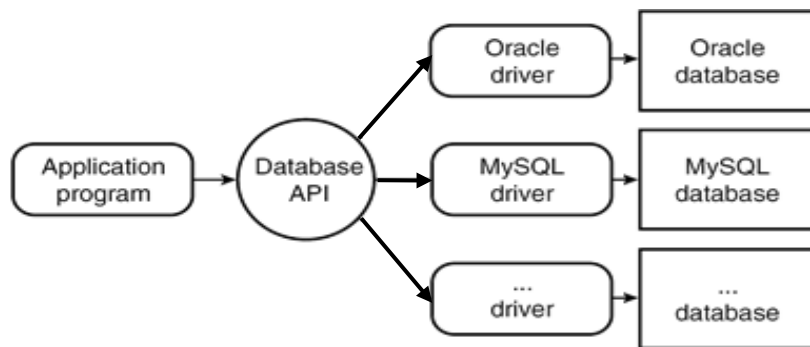 Application
program
Database
API
Oracle
driver
Oracle
database
MySQL
driver
MySQL
database
...
driver
...
database